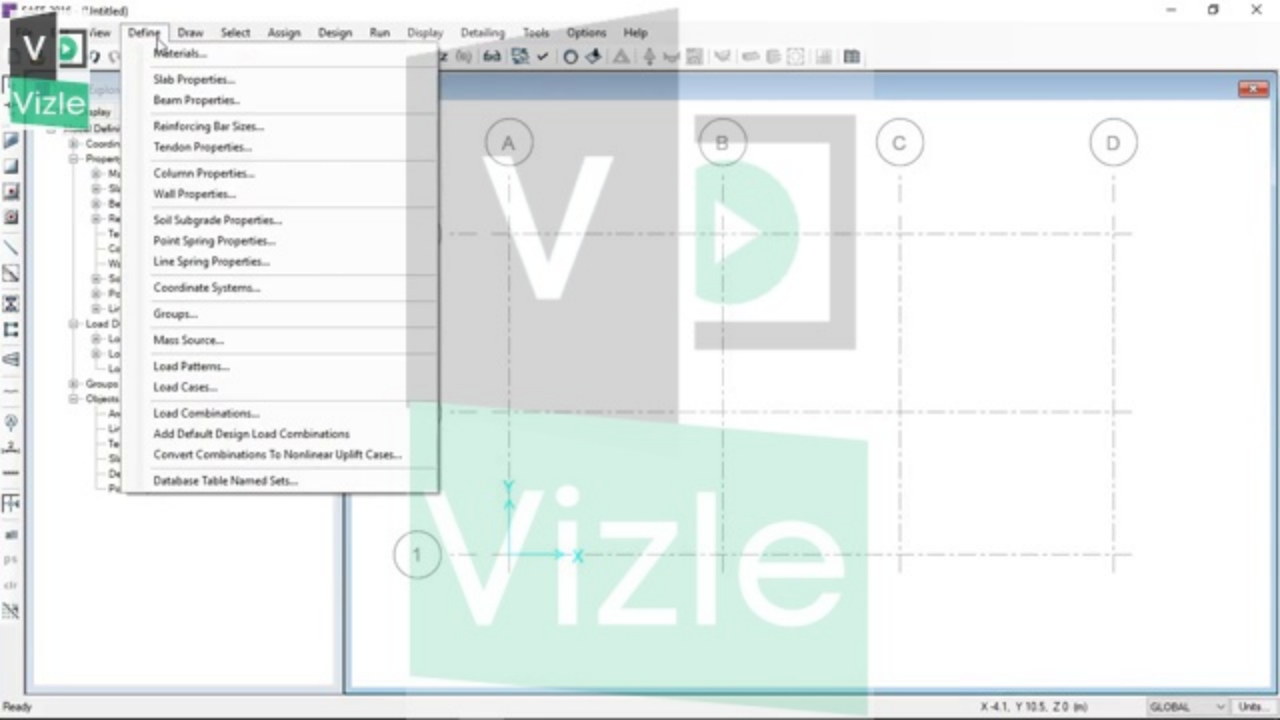 SAFE 2016 - (Untitled)
View Define Draw Select Assign Design Run Display Detailing Tools Options Help
V
Vizle
Materials...
Slab Properties...
Beam Properties...
Reinforcing Bar Sizes...
Tendon Properties...
Column Properties...
Wall Properties...
Soil Subgrade Properties...
Point Spring Properties...
Line Spring Properties...
Coordinate Systems...
Groups...
Mass Source...
Load Patterns...
Load Cases...
Load Combinations...
Add Default Design Load Combinations
Convert Combinations To Nonlinear Uplift Cases...
Database Table Named Sets...
Load D
Groups
Objects
all
ps
clr
A B C D
V
Y
X
1
Vizle
Ready
X -4.1, Y 10.5, Z 0 (m)
GLOBAL
Units...